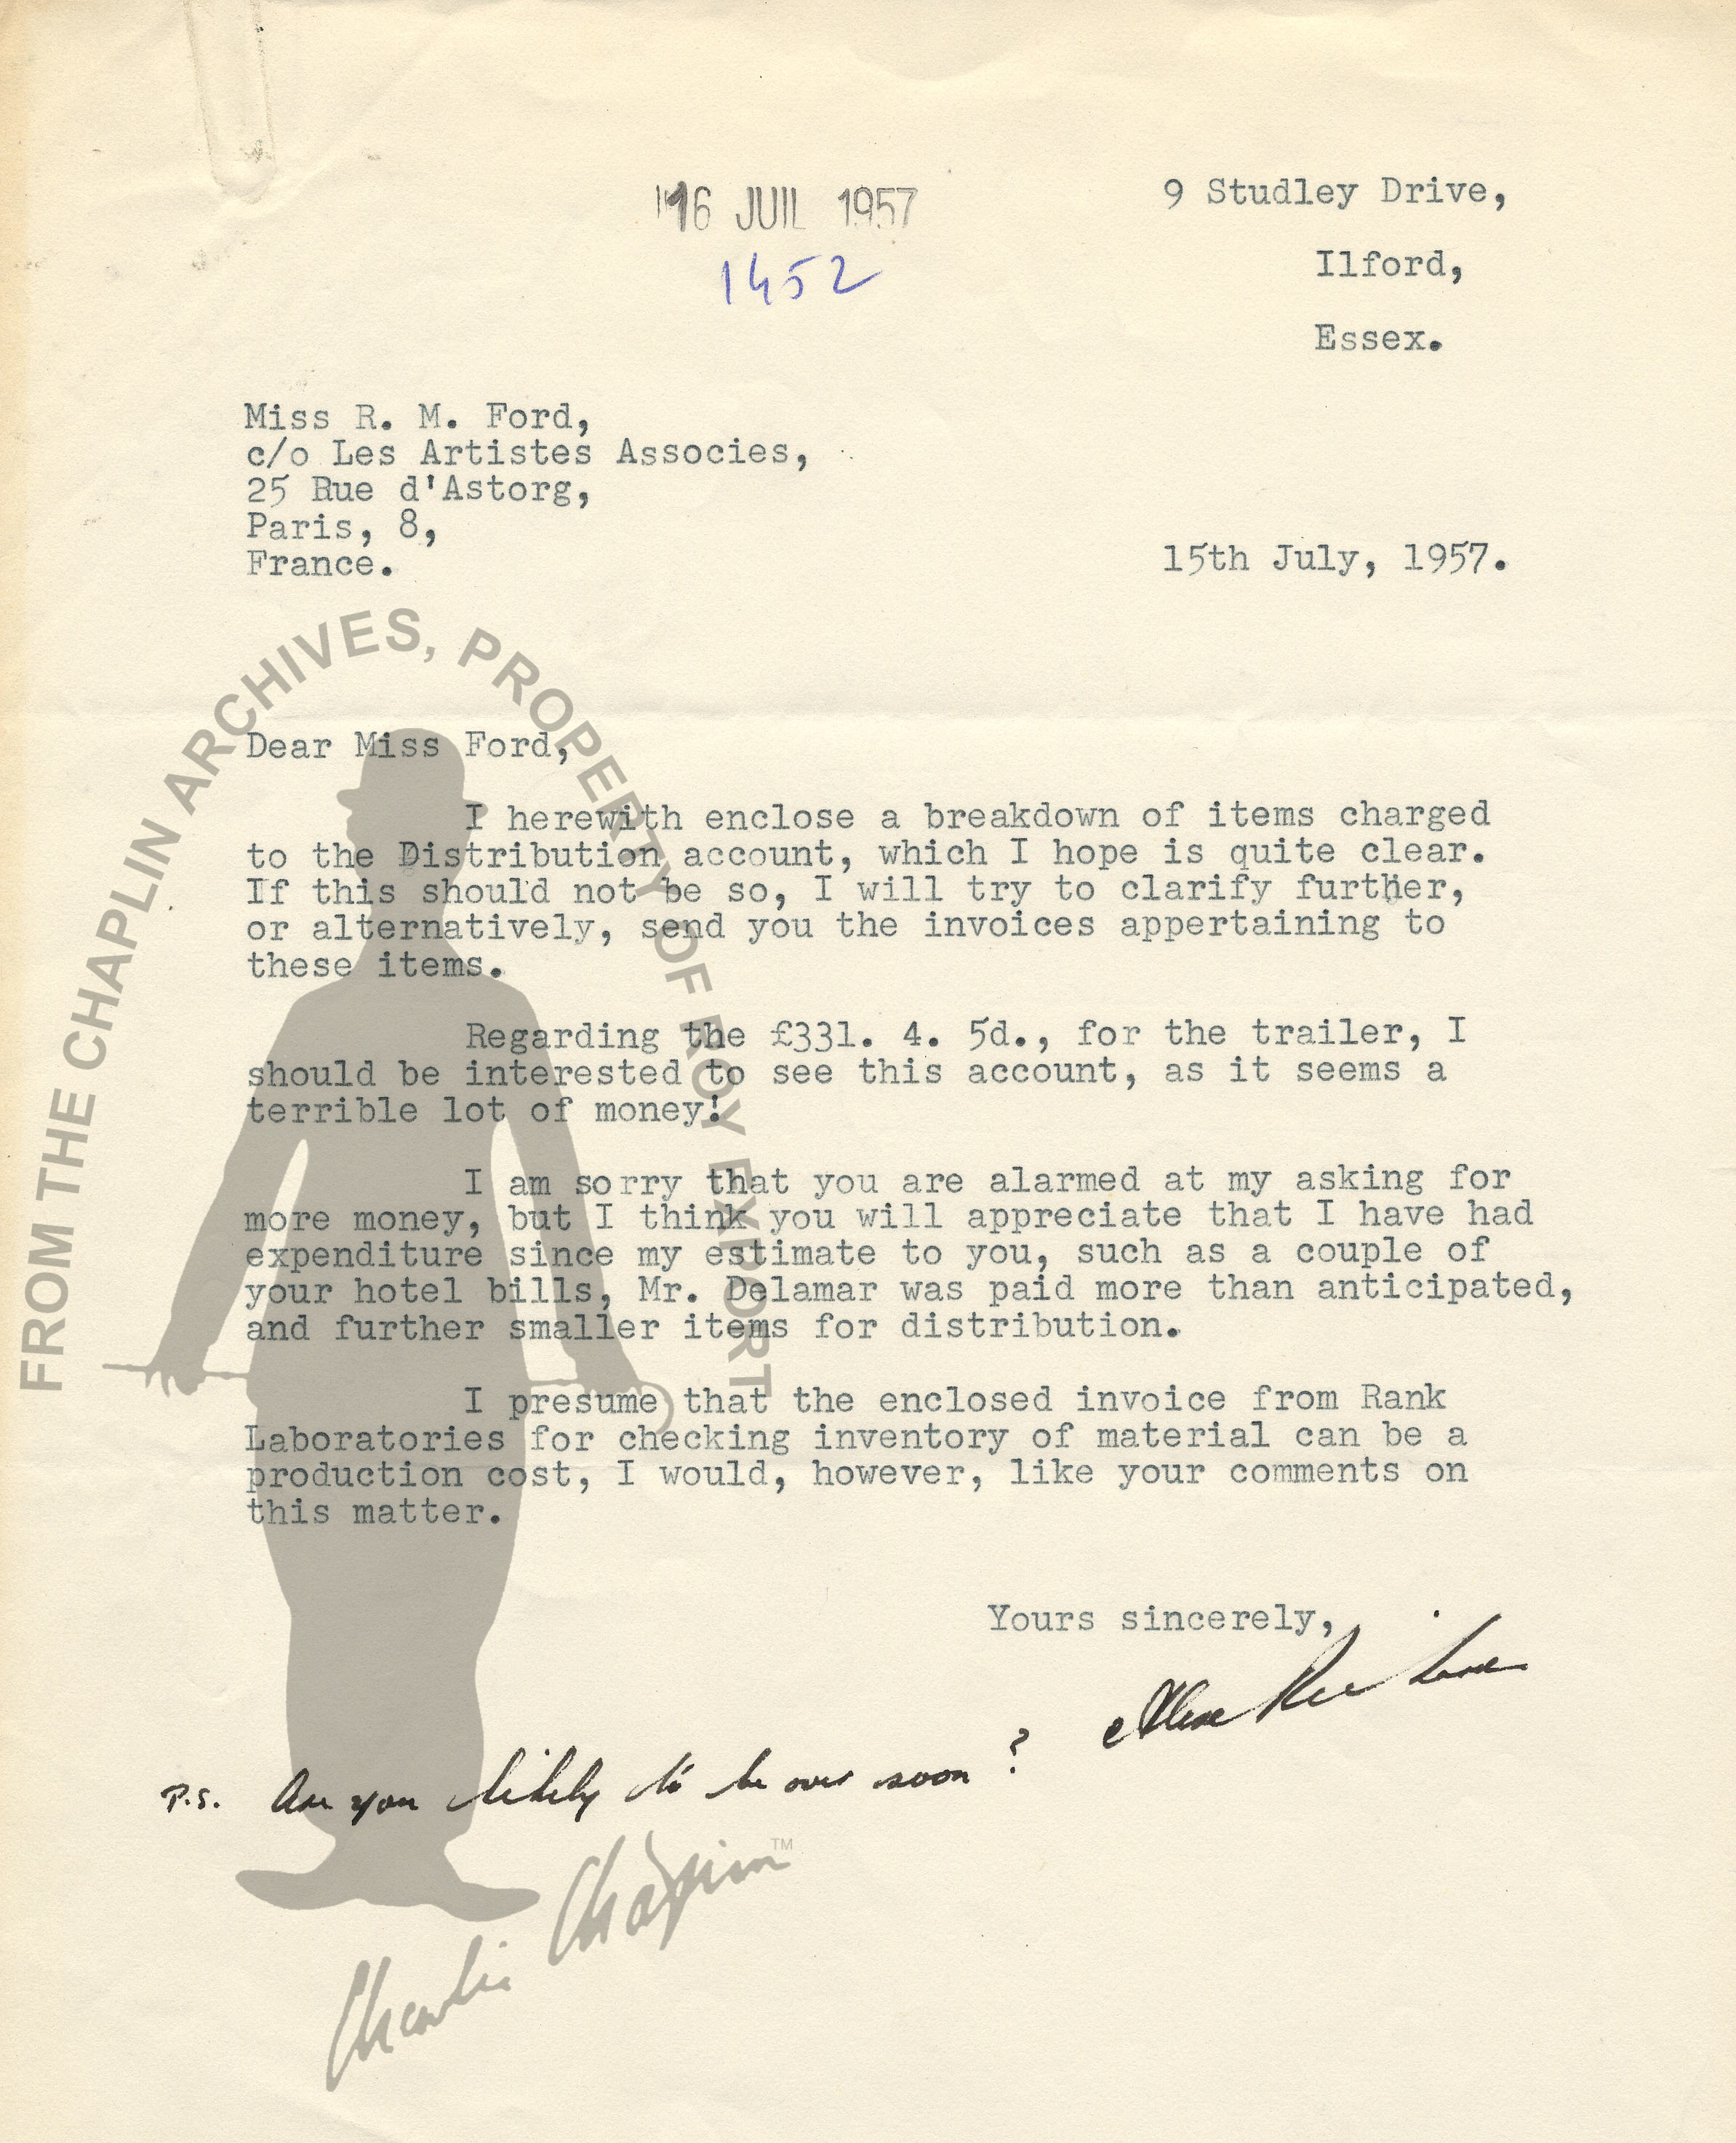 16 JUIL 1957
1452
9 Studley Drive,
Ilford,
Essex.
Miss R. M. Ford,
c/o Les Artistes Associes,
25 Rue d'Astorg,
Paris, 8,
France.
15th July, 1957.
Dear Miss Ford,
I herewith enclose a breakdown of items charged
to the Distribution account, which I hope is quite clear.
If this should not be so, I will try to clarify further,
or alternatively, send you the invoices appertaining to
these items.
Regarding the £331. 4. 5d., for the trailer, I
should be interested to see this account, as it seems a
terrible lot of money!
I am sorry that you are alarmed at my asking for
more money, but I think you will appreciate that I have had
expenditure since my estimate to you, such as a couple of
your hotel bills, Mr. Delamar was paid more than anticipated,
and further smaller items for distribution.
I presume that the enclosed invoice from Rank
Laboratories for checking inventory of material can be a
production cost, I would, however, like your comments on
this matter.
Yours sincerely,
P.S. Are you likely to be over soon?
FROM THE CHAPLIN ARCHIVES, PROPERTY OF ROY EXPORT
Charlie Chaplin™